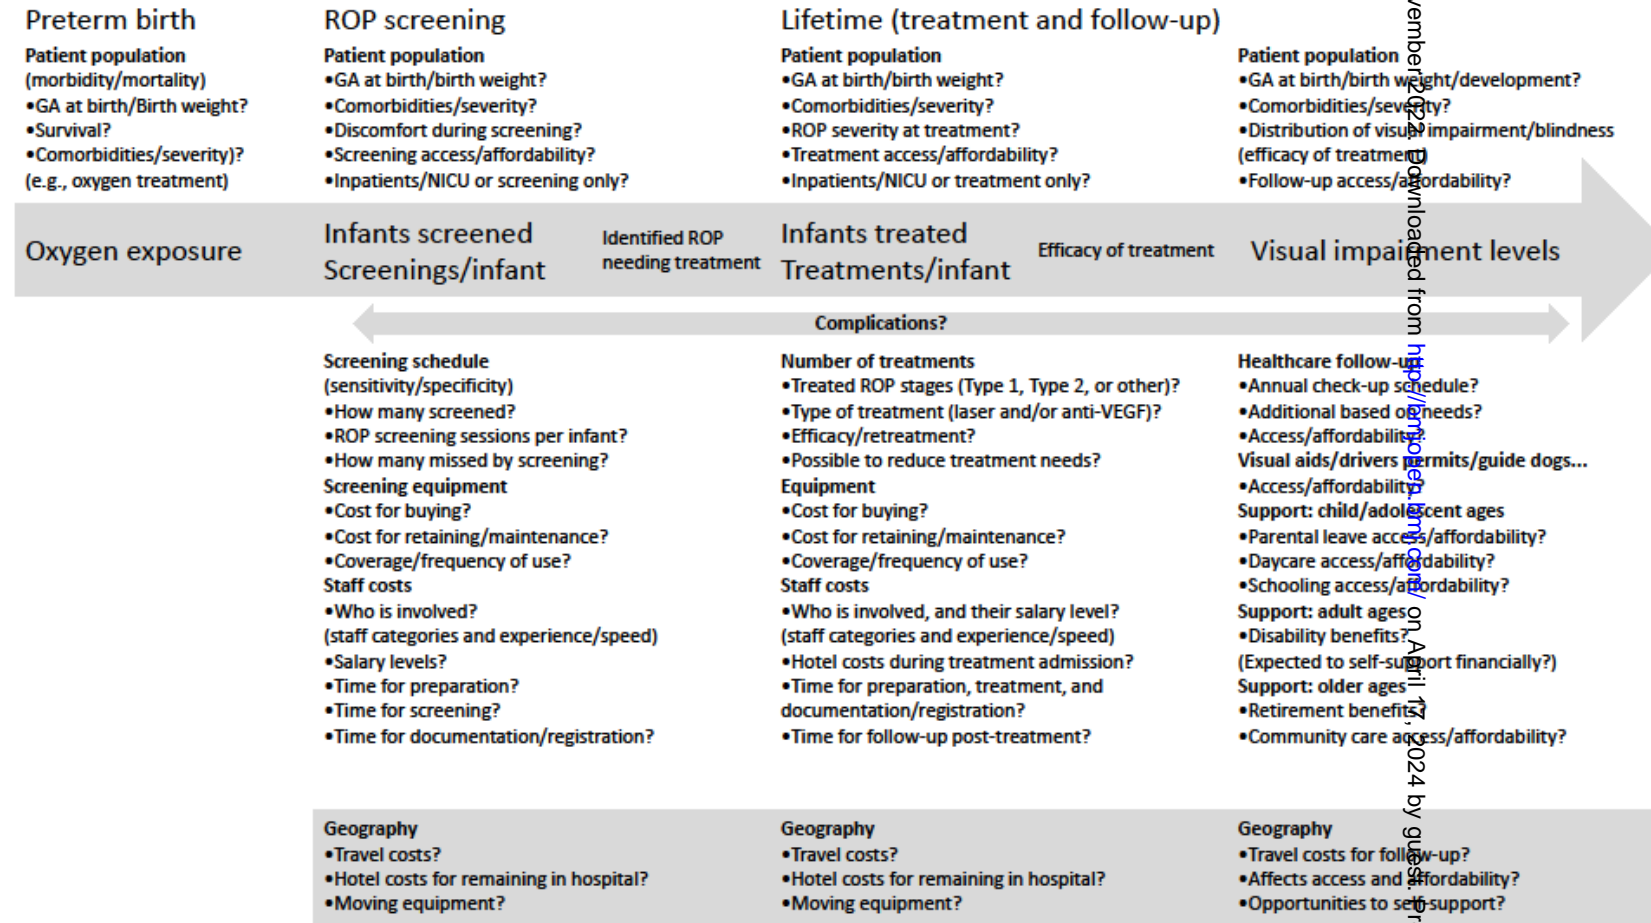 Preterm birth
Patient population
(morbidity/mortality)
•GA at birth/Birth weight?
•Survival?
•Comorbidities/severity)?
(e.g., oxygen treatment)
ROP screening
Patient population
•GA at birth/birth weight?
•Comorbidities/severity?
•Discomfort during screening?
•Screening access/affordability?
•Inpatients/NICU or screening only?
Lifetime (treatment and follow-up)
Patient population
•GA at birth/birth weight?
•Comorbidities/severity?
•ROP severity at treatment?
•Treatment access/affordability?
•Inpatients/NICU or treatment only?
Patient population
•GA at birth/birth weight/development?
•Comorbidities/severity?
•Distribution of visual impairment/blindness
(efficacy of treatment)
•Follow-up access/affordability?
Oxygen exposure
Infants screened
Screenings/infant
Identified ROP
needing treatment
Infants treated
Treatments/infant
Efficacy of treatment
Visual impairment levels
Complications?
Screening schedule
(sensitivity/specificity)
•How many screened?
•ROP screening sessions per infant?
•How many missed by screening?
Screening equipment
•Cost for buying?
•Cost for retaining/maintenance?
•Coverage/frequency of use?
Staff costs
•Who is involved?
(staff categories and experience/speed)
•Salary levels?
•Time for preparation?
•Time for screening?
•Time for documentation/registration?
Number of treatments
•Treated ROP stages (Type 1, Type 2, or other)?
•Type of treatment (laser and/or anti-VEGF)?
•Efficacy/retreatment?
•Possible to reduce treatment needs?
Equipment
•Cost for buying?
•Cost for retaining/maintenance?
•Coverage/frequency of use?
Staff costs
•Who is involved, and their salary level?
(staff categories and experience/speed)
•Hotel costs during treatment admission?
•Time for preparation, treatment, and
documentation/registration?
•Time for follow-up post-treatment?
Healthcare follow-up
•Annual check-up schedule?
•Additional based on needs?
•Access/affordability?
Visual aids/drivers permits/guide dogs...
•Access/affordability?
Support: child/adolescent ages
•Parental leave access/affordability?
•Daycare access/affordability?
•Schooling access/affordability?
Support: adult ages
•Disability benefits?
(Expected to self-support financially?)
Support: older ages
•Retirement benefits?
•Community care access/affordability?
Geography
•Travel costs?
•Hotel costs for remaining in hospital?
•Moving equipment?
Geography
•Travel costs?
•Hotel costs for remaining in hospital?
•Moving equipment?
Geography
•Travel costs for follow-up?
•Affects access and affordability?
•Opportunities to self-support?
vember 2022. Downloaded from http://bmjopen.bmj.com/ on April 17, 2024 by guest. Pr